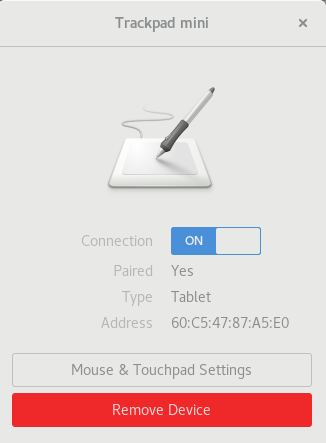 Trackpad mini
Connection ON
Paired Yes
Type Tablet
Address 60:C5:47:87:A5:E0
Mouse & Touchpad Settings
Remove Device